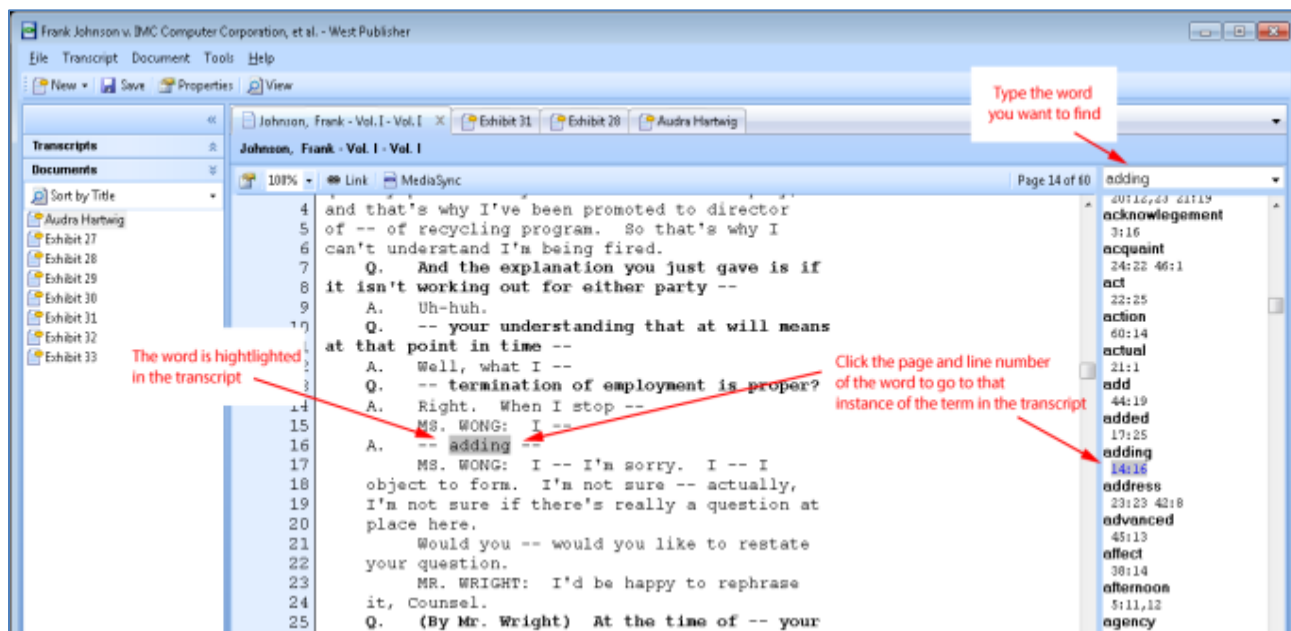 Frank Johnson v. IMC Computer Corporation, et al. - West Publisher
File Transcript Document Tools Help
New Save Properties View
Type the word
you want to find
Johnson, Frank - Vol. I - Vol. I Exhibit 31 Exhibit 28 Audra Hartwig
Transcripts
Johnson, Frank - Vol. I - Vol. I
Documents
100% Link MediaSync Page 14 of 60 adding
Sort by Title
Audra Hartwig
Exhibit 27
Exhibit 28
Exhibit 29
Exhibit 30
Exhibit 31
Exhibit 32
Exhibit 33
4 and that's why I've been promoted to director
5 of -- of recycling program. So that's why I
6 can't understand I'm being fired.
7 Q. And the explanation you just gave is if
8 it isn't working out for either party --
9 A. Uh-huh.
10 Q. -- your understanding that at will means
1 at that point in time --
2 A. Well, what I --
3 Q. -- termination of employment is proper?
14 A. Right. When I stop --
15 MS. WONG: I --
16 A. -- adding --
17 MS. WONG: I -- I'm sorry. I -- I
18 object to form. I'm not sure -- actually,
19 I'm not sure if there's really a question at
20 place here.
21 Would you -- would you like to restate
22 your question.
23 MR. WRIGHT: I'd be happy to rephrase
24 it, Counsel.
25 Q. (By Mr. Wright) At the time of -- your
The word is hightlighted
in the transcript
Click the page and line number
of the word to go to that
instance of the term in the transcript
20:12,23 21:19
acknowlegement
3:16
acquaint
24:22 46:1
act
22:25
action
60:14
actual
21:1
add
44:19
added
17:25
adding
14:16
address
23:23 42:8
advanced
45:13
affect
38:14
afternoon
5:11,12
agency